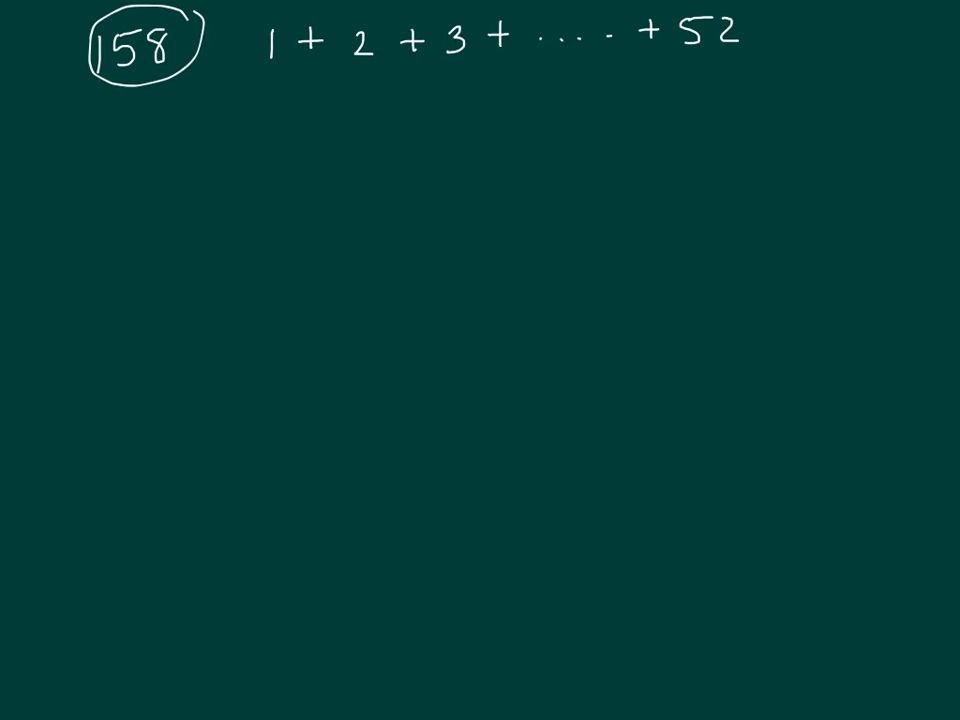 158 1 + 2 + 3 + ..... + 52